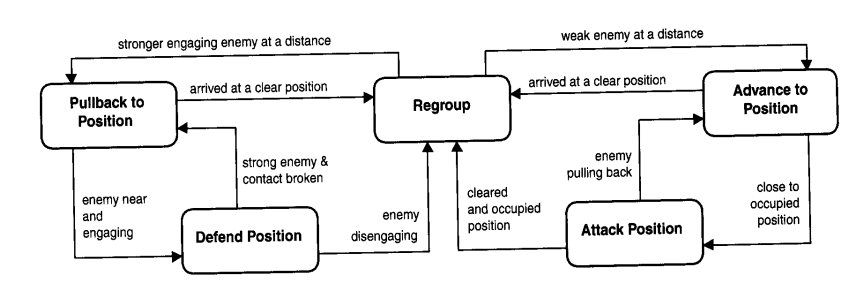 stronger engaging enemy at a distance
weak enemy at a distance
Pullback to
Position
arrived at a clear position
Regroup
arrived at a clear position
Advance to
Position
strong enemy &
contact broken
enemy
pulling back
enemy near
and
engaging
cleared
and occupied
position
close to
occupied
position
enemy
disengaging
Defend Position
Attack Position